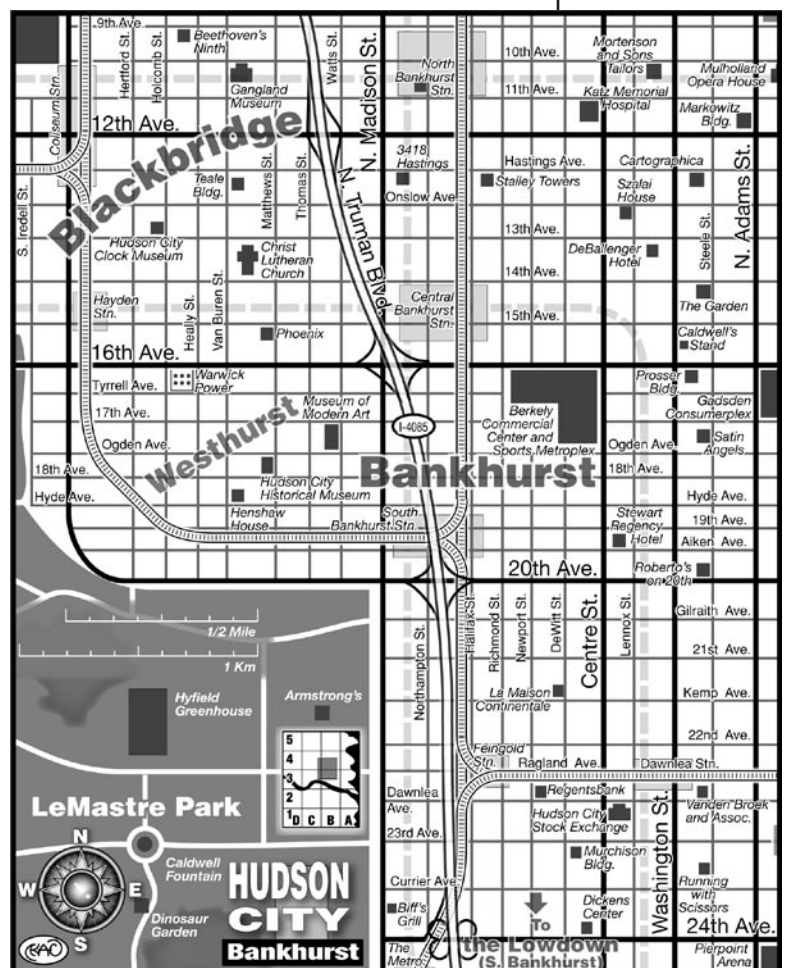 9th Ave.
Beethoven's
Ninth
Hertford St.
Holcomb St.
Watts St.
N. Madison St.
Gangland
Museum
Coliseum Stn.
12th Ave.
Blackbridge
North
Bankhurst
Stn.
10th Ave.
11th Ave.
Mortenson
and Sons
Tailors
Mulholland
Opera House
Katz Memorial
Hospital
Markowitz
Bldg.
3418
Hastings
Hastings Ave.
Cartographica
Stailey Towers
Onslow Ave
Szalai
House
13th Ave.
DeBallenger
Hotel
14th Ave.
15th Ave.
Steele St.
N. Adams St.
The Garden
Caldwell's
Stand
S. Tredell St.
Teale
Bldg.
Matthews St.
Thomas St.
N. Truman Blvd.
Hudson City
Clock Museum
Christ
Lutheran
Church
Hayden
Stn.
Heally St.
Van Buren St.
Phoenix
Central
Bankhurst
Stn.
16th Ave.
Tyrrell Ave.
Warwick
Power
17th Ave.
Museum of
Modern Art
Ogden Ave.
Westhurst
18th Ave.
Hyde Ave.
Hudson City
Historical Museum
Henshaw
House
South
Bankhurst Stn.
I-4085
Bankhurst
Berkely
Commercial
Center and
Sports Metroplex
Prosser
Bldg
Gadsden
Consumerplex
Ogden Ave.
Satin
Angels
18th Ave.
Hyde Ave.
Stewart
Regency
Hotel
19th Ave.
Aiken Ave.
20th Ave.
Roberto's
on 20th
Northampton St.
Halifax St.
Richmond St.
Newport St.
DeWitt St.
Centre St.
Lennox St.
Gilraith Ave.
21st Ave.
Kemp Ave.
22nd Ave.
La Maison
Continentale
Feingold
Stn.
Ragland Ave.
Dawnlea Stn.
Dawnlea
Ave.
Regentsbank
Vanden Broek
and Assoc.
Hudson City
Stock Exchange
23rd Ave.
Washington St.
Murchison
Bldg.
Currier Ave.
Running
with
Scissors
Biff's
Grill
Dickens
Center
24th Ave.
To
the Lowdown
(S. Bankhurst)
The
Metro
Pierpoint
Arena
1/2 Mile
1 Km
Hyfield
Greenhouse
Armstrong's
5
4
3
2
1
D C B A
LeMastre Park
N
W E
S
Caldwell
Fountain
Dinosaur
Garden
HUDSON
CITY
Bankhurst